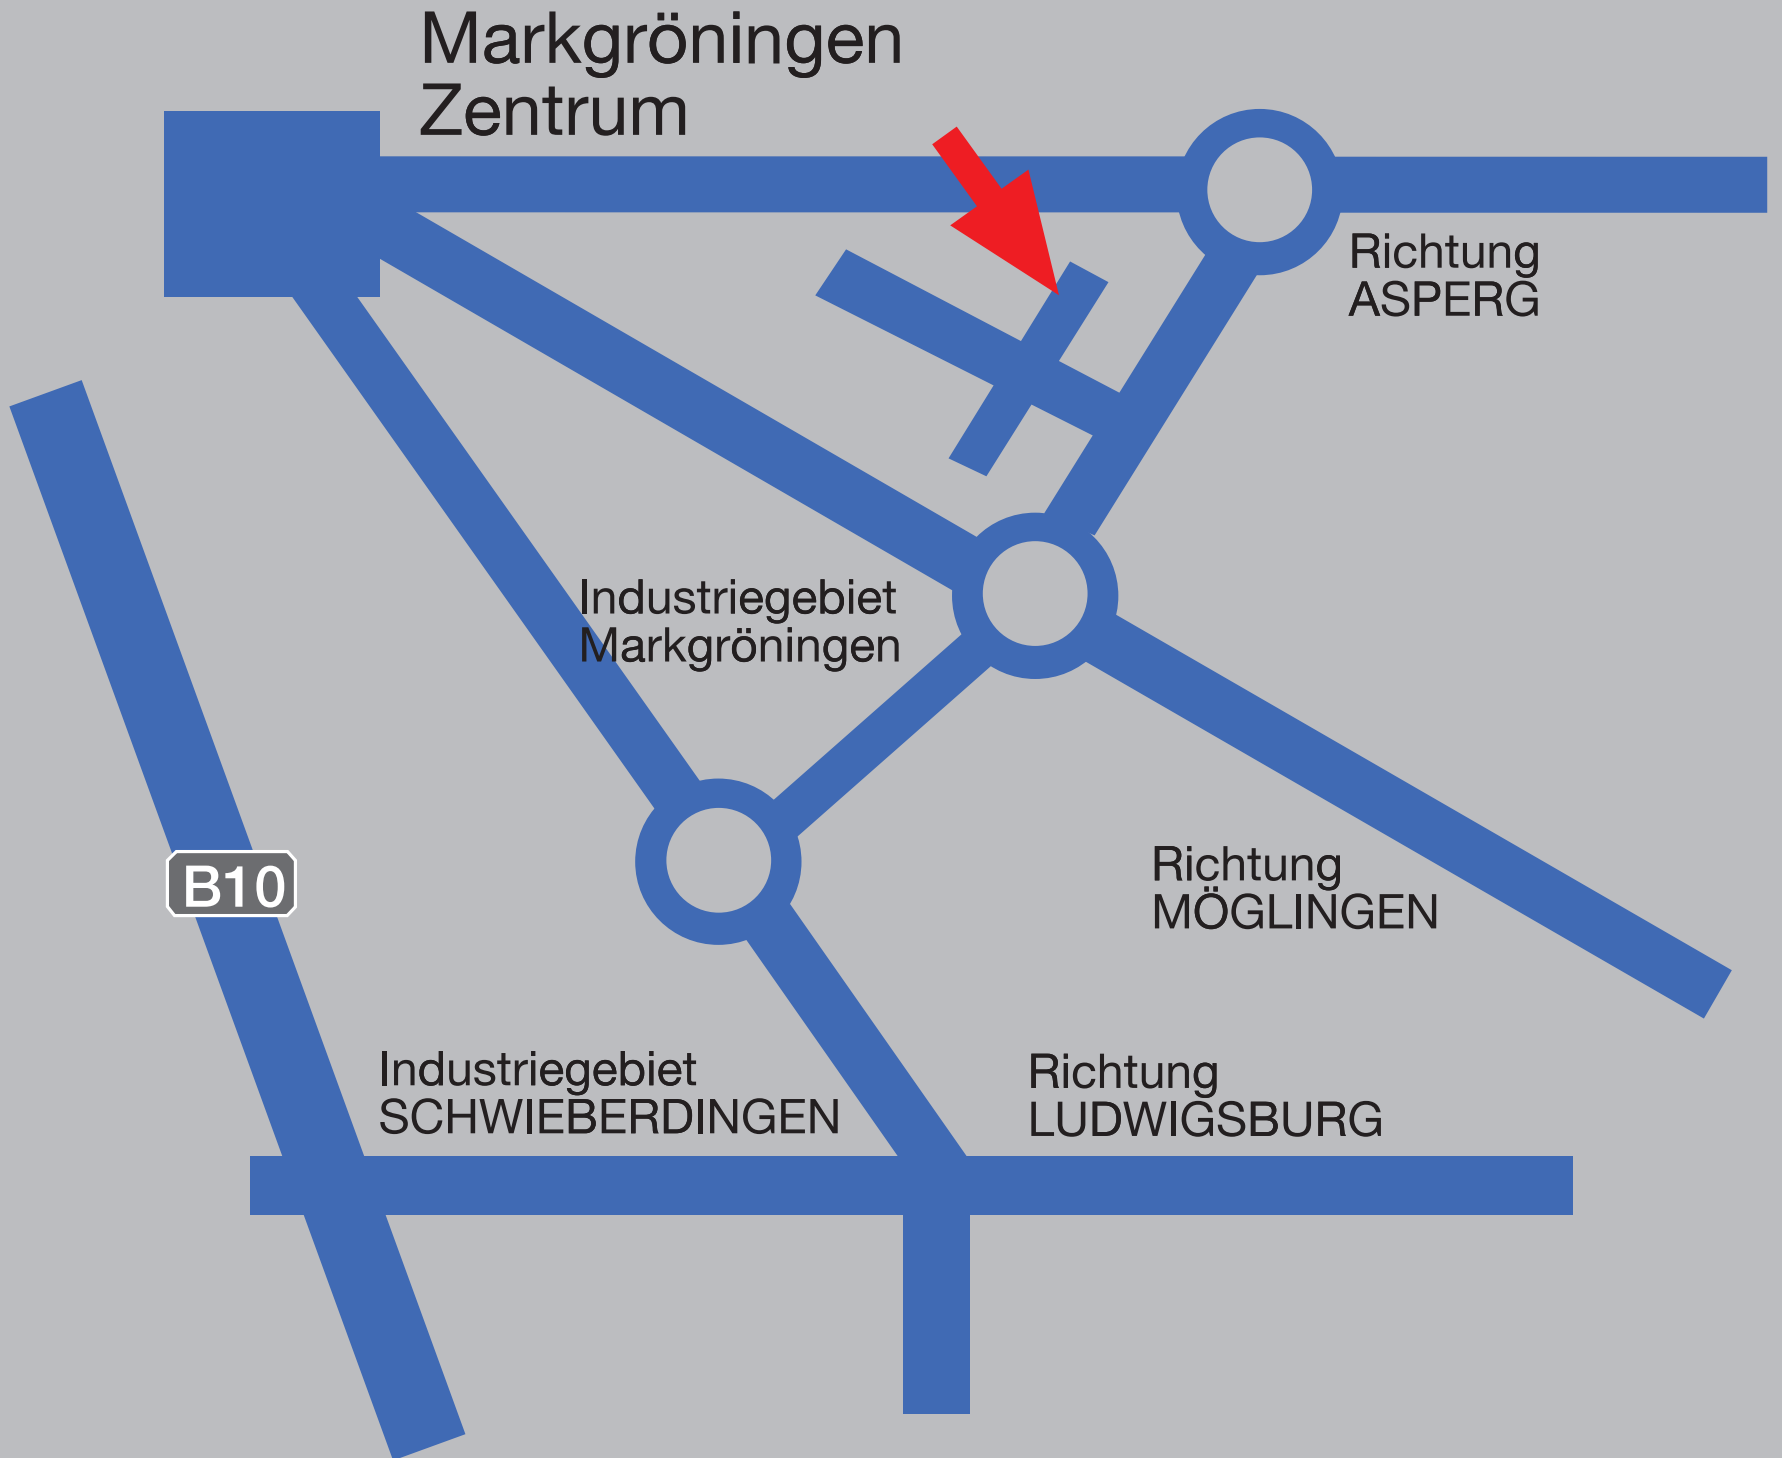 Markgröningen
Zentrum
Richtung
ASPERG
Industriegebiet
Markgröningen
B10
Richtung
MÖGLINGEN
Industriegebiet
SCHWIEBERDINGEN
Richtung
LUDWIGSBURG